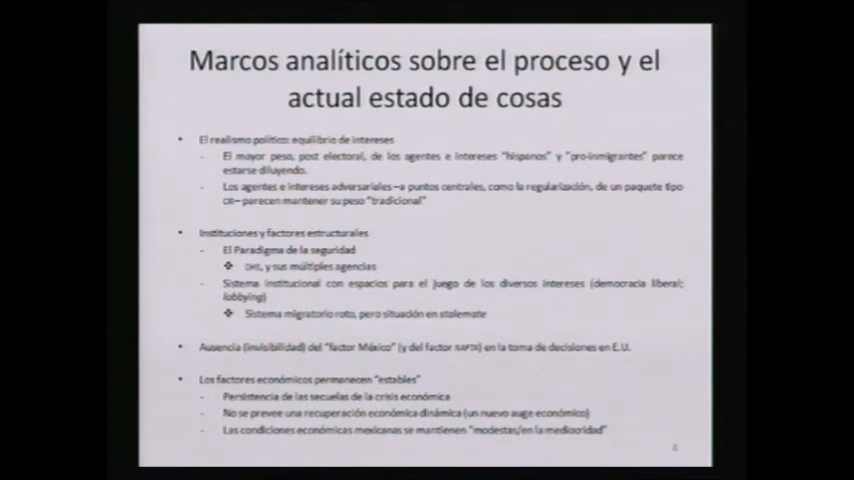 Marcos analíticos sobre el proceso y el
actual estado de cosas
• El realismo político: equilibrio de intereses
- El mayor peso, post electoral, de los agentes e intereses "hispanos" y "pro-inmigrantes" parece
estarse diluyendo.
- Los agentes e intereses adversariales –a puntos centrales, como la regularización, de un paquete tipo
CIR– parecen mantener su peso "tradicional"
• Instituciones y factores estructurales
- El Paradigma de la seguridad
❖ DHS, y sus múltiples agencias
- Sistema institucional con espacios para el juego de los diversos intereses (democracia liberal;
lobbying)
❖ Sistema migratorio roto, pero situación en stalemate
• Ausencia (invisibilidad) del "factor México" (y del factor NAFTA) en la toma de decisiones en E.U.
• Los factores económicos permanecen "estables"
- Persistencia de las secuelas de la crisis económica
- No se prevee una recuperación económica dinámica (un nuevo auge económico)
- Las condiciones económicas mexicanas se mantienen "modestas/en la mediocridad"
4